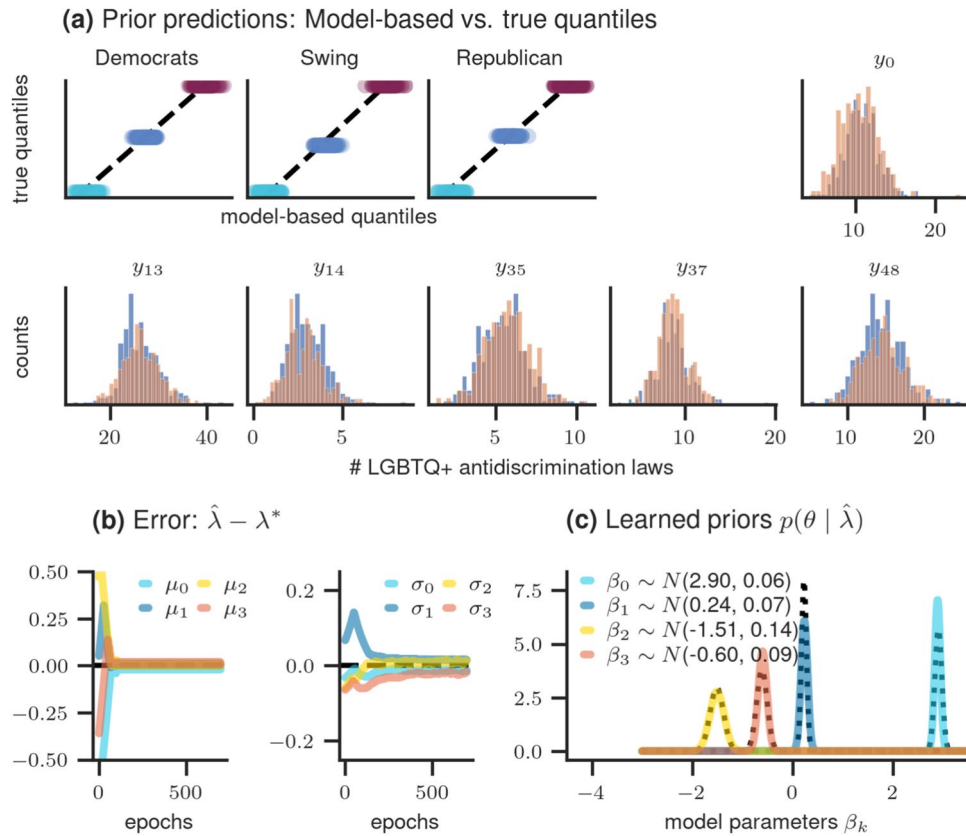 (a) Prior predictions: Model-based vs. true quantiles
Democrats
Swing
Republican
true quantiles
model-based quantiles
y₀
10 20
y₁₃
y₁₄
y₃₅
y₃₇
y₄₈
counts
20 40
0 5
5 10
0 10 20
10 20
# LGBTQ+ antidiscrimination laws
(b) Error: λ̂ − λ*
0.50
0.25
0.00
−0.25
−0.50
μ₀ μ₂
μ₁ μ₃
0 500
epochs
0.2
0.0
−0.2
σ₀ σ₂
σ₁ σ₃
0 500
epochs
(c) Learned priors p(θ | λ̂)
7.5
5.0
2.5
0.0
β₀ ∼ N(2.90, 0.06)
β₁ ∼ N(0.24, 0.07)
β₂ ∼ N(-1.51, 0.14)
β₃ ∼ N(-0.60, 0.09)
−4 −2 0 2
model parameters βₖ